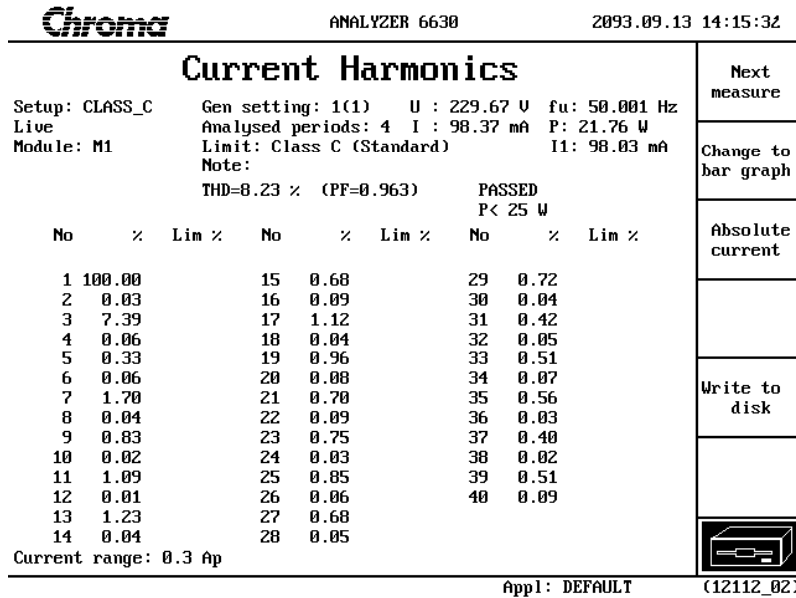 Chroma ANALYZER 6630 2093.09.13 14:15:32
Current Harmonics
Setup: CLASS_C Gen setting: 1(1) U : 229.67 V fu: 50.001 Hz
Live Analysed periods: 4 I : 98.37 mA P: 21.76 W
Module: M1 Limit: Class C (Standard) I1: 98.03 mA
Note:
THD=8.23 % (PF=0.963) PASSED
P< 25 W
No % Lim % No % Lim % No % Lim %
1 100.00 15 0.68 29 0.72
2 0.03 16 0.09 30 0.04
3 7.39 17 1.12 31 0.42
4 0.06 18 0.04 32 0.05
5 0.33 19 0.96 33 0.51
6 0.06 20 0.08 34 0.07
7 1.70 21 0.70 35 0.56
8 0.04 22 0.09 36 0.03
9 0.83 23 0.75 37 0.40
10 0.02 24 0.03 38 0.02
11 1.09 25 0.85 39 0.51
12 0.01 26 0.06 40 0.09
13 1.23 27 0.68
14 0.04 28 0.05
Current range: 0.3 Ap
Next
measure
Change to
bar graph
Absolute
current
Write to
disk
Appl: DEFAULT (12112_02)